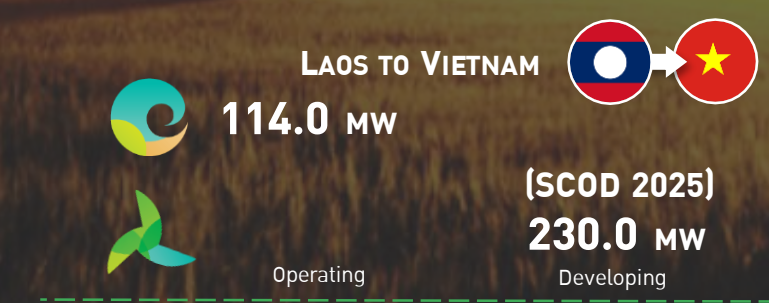 LAOS TO VIETNAM
114.0 MW
(SCOD 2025)
230.0 MW
Operating
Developing